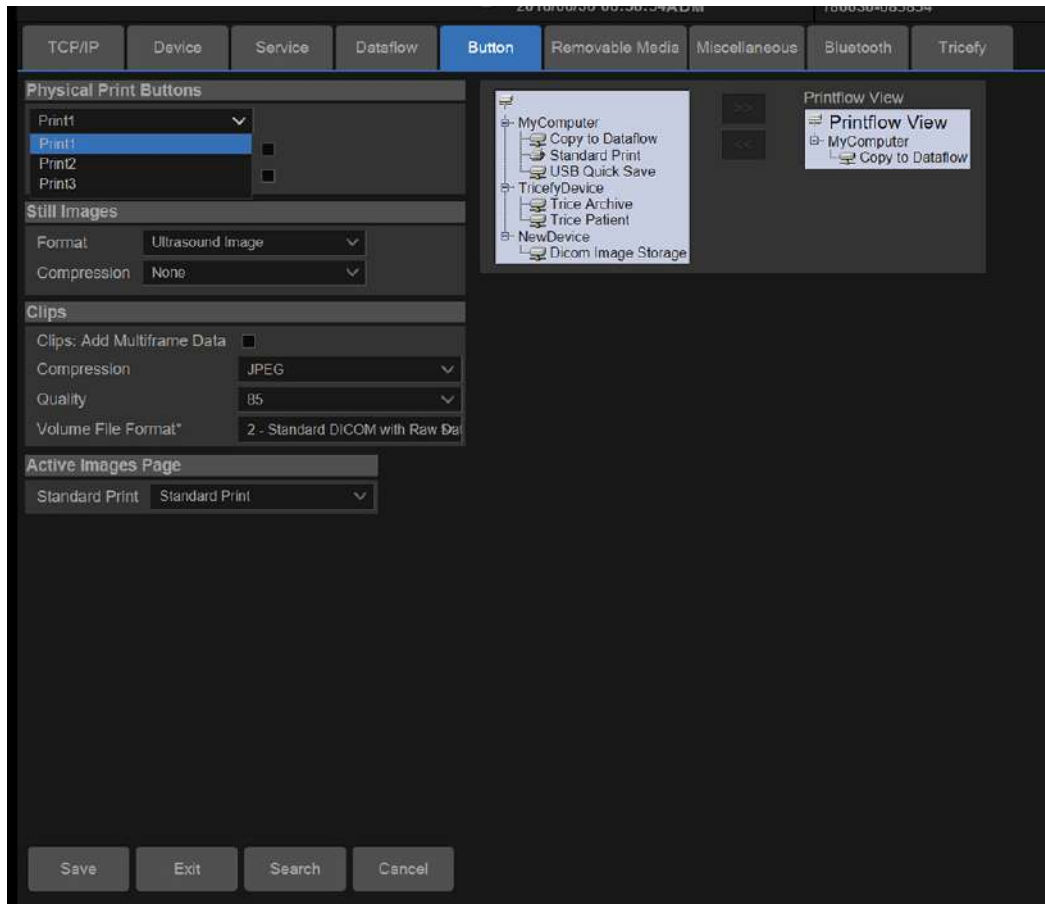 TCP/IP Device Service Dataflow Button Removable Media Miscellaneous Bluetooth Tricefy
Physical Print Buttons
Print1
Print1
Print2
Print3
Still Images
Format Ultrasound Image
Compression None
Clips
Clips: Add Multiframe Data
Compression JPEG
Quality 85
Volume File Format* 2 - Standard DICOM with Raw
Active Images Page
Standard Print Standard Print
MyComputer
Copy to Dataflow
Standard Print
USB Quick Save
TricefyDevice
Trice Archive
Trice Patient
NewDevice
Dicom Image Storage
>>
<<
Printflow View
Printflow View
MyComputer
Copy to Dataflow
Save Exit Search Cancel